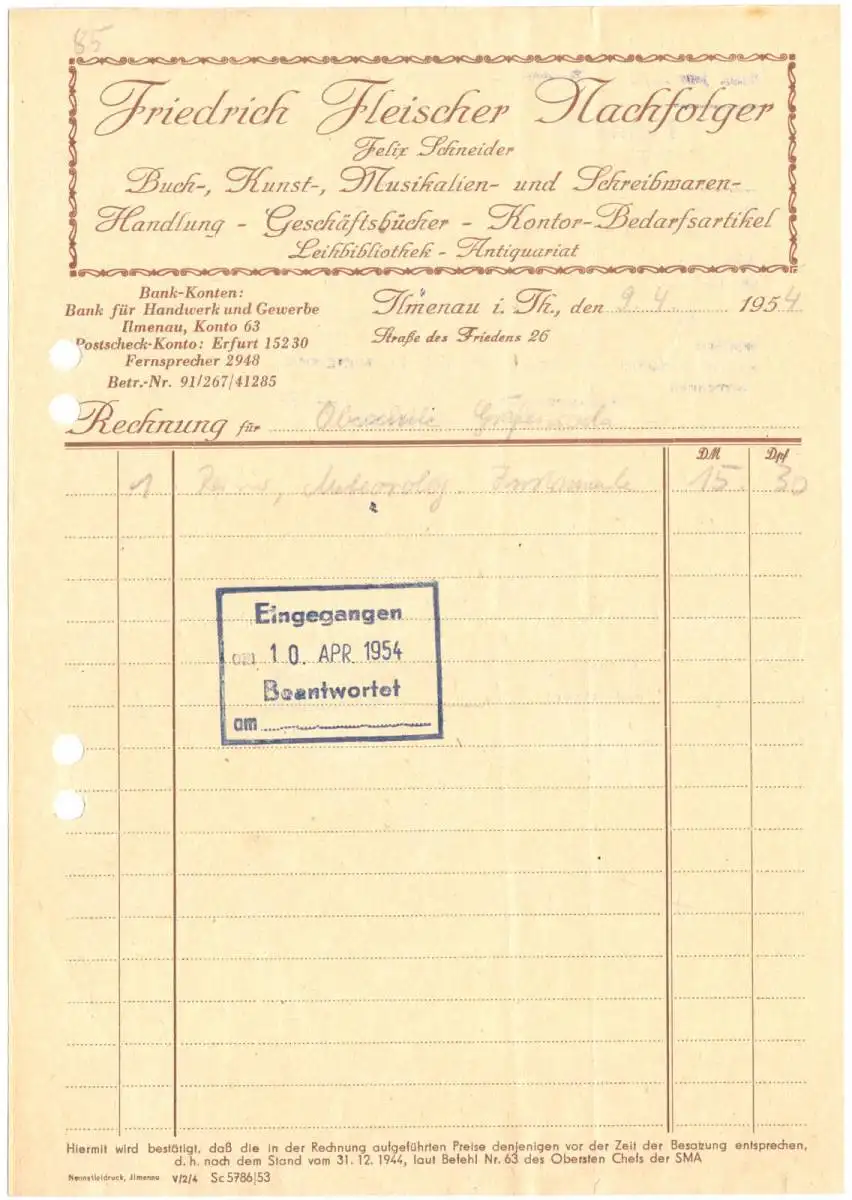 85
Friedrich Fleischer Nachfolger
Felix Schneider
Buch-, Kunst-, Musikalien- und Schreibwaren-
Handlung - Geschäftsbücher - Kontor-Bedarfsartikel
Leihbibliothek - Antiquariat
Bank-Konten:
Bank für Handwerk und Gewerbe
Ilmenau, Konto 63
Postscheck-Konto: Erfurt 15230
Fernsprecher 2948
Betr.-Nr. 91/267/41285
Ilmenau i. Th., den 9. 4. 1954
Straße des Friedens 26
Rechnung für Oberschule
DM Dpf
1 Meteorolog. Instrumente 15 30
Eingegangen
am 10. APR 1954
Beantwortet
am
Hiermit wird bestätigt, daß die in der Rechnung aufgeführten Preise denjenigen vor der Zeit der Besatzung entsprechen,
d. h. nach dem Stand vom 31. 12. 1944, laut Befehl Nr. 63 des Obersten Chefs der SMA
Nennstieldruck, Ilmenau V/2/4 Sc 5786/53